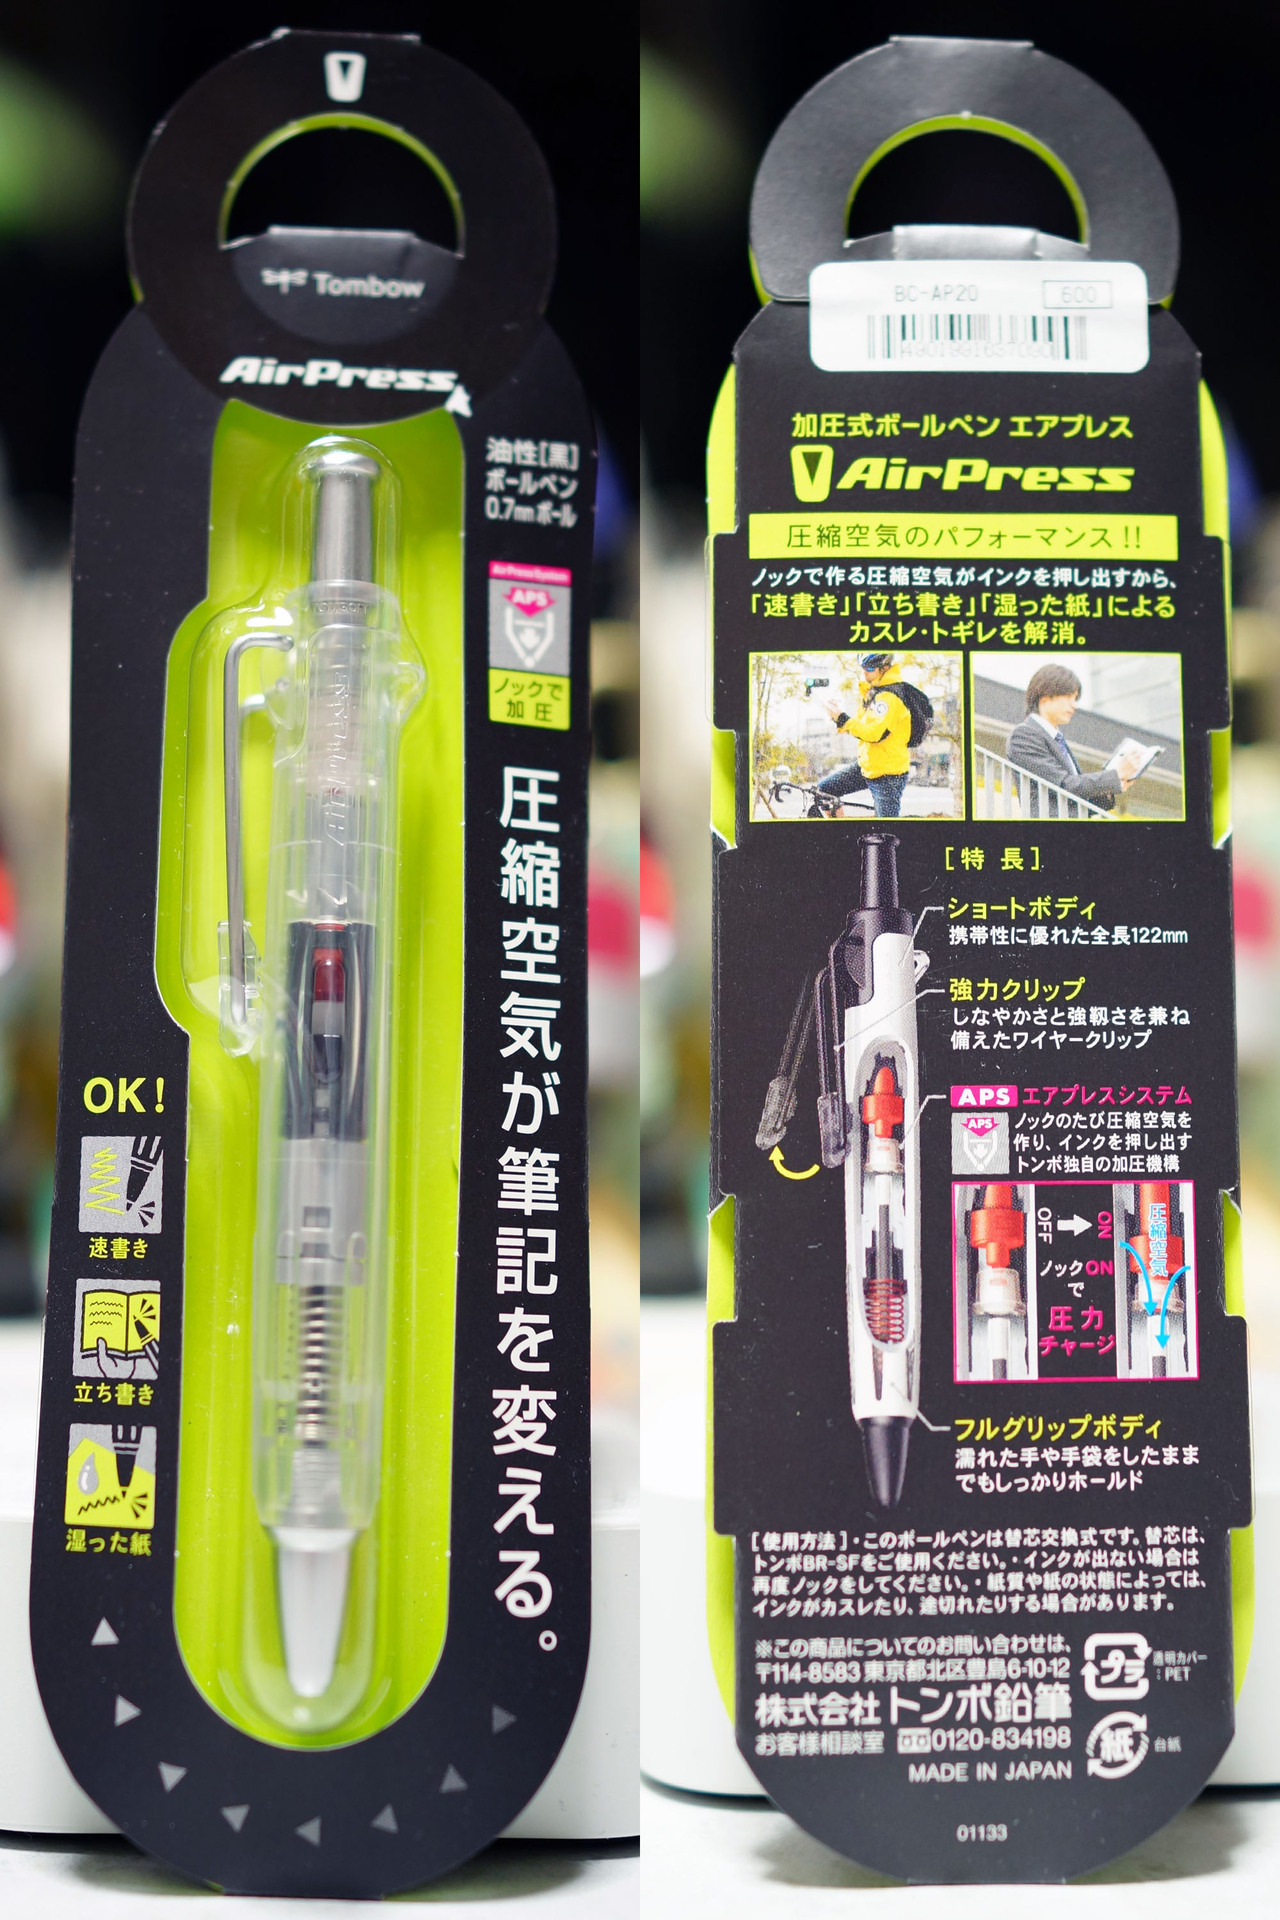 Tombow
AirPress
油性[黒]
ボールペン
0.7mmボール
AirPressSystem
APS
ノックで
加圧
圧縮空気が筆記を変える。
OK!
速書き
立ち書き
湿った紙
BC-AP20
600
加圧式ボールペン エアプレス
AirPress
圧縮空気のパフォーマンス!!
ノックで作る圧縮空気がインクを押し出すから、
「速書き」「立ち書き」「湿った紙」による
カスレ・トギレを解消。
[特長]
ショートボディ
携帯性に優れた全長122mm
強力クリップ
しなやかさと強靱さを兼ね
備えたワイヤークリップ
APS エアプレスシステム
APS
ノックのたび圧縮空気を
作り、インクを押し出す
トンボ独自の加圧機構
OFF
ON
ノックON
で
圧力
チャージ
圧縮空気
フルグリップボディ
濡れた手や手袋をしたまま
でもしっかりホールド
[使用方法]・このボールペンは替芯交換式です。替芯は、
トンボBR-SFをご使用ください。・インクが出ない場合は
再度ノックをしてください。・紙質や紙の状態によっては、
インクがカスレたり、途切れたりする場合があります。
※この商品についてのお問い合わせは、
〒114-8583 東京都北区豊島6-10-12
株式会社トンボ鉛筆
お客様相談室 0120-834198
MADE IN JAPAN
プラ
透明カバー
:PET
紙
台紙
01133